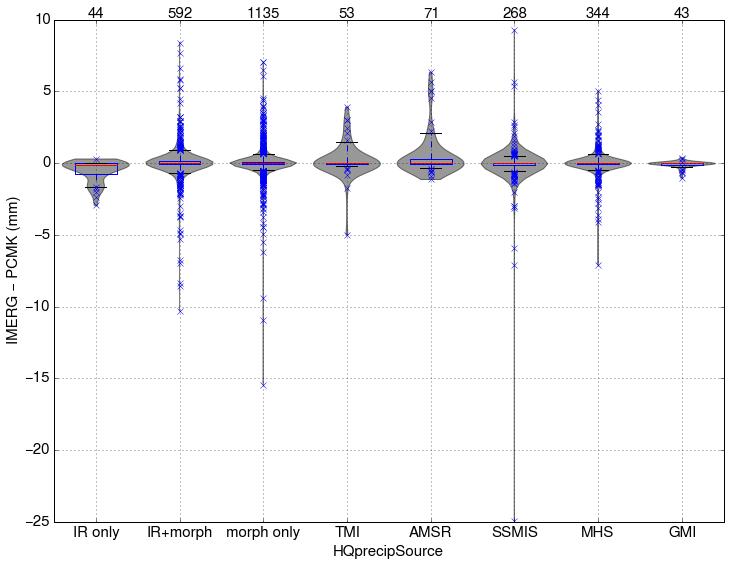 44 592 1135 53 71 268 344 43
10
5
0
−5
−10
−15
−20
−25
IMERG − PCMK (mm)
IR only IR+morph morph only TMI AMSR SSMIS MHS GMI
HQprecipSource